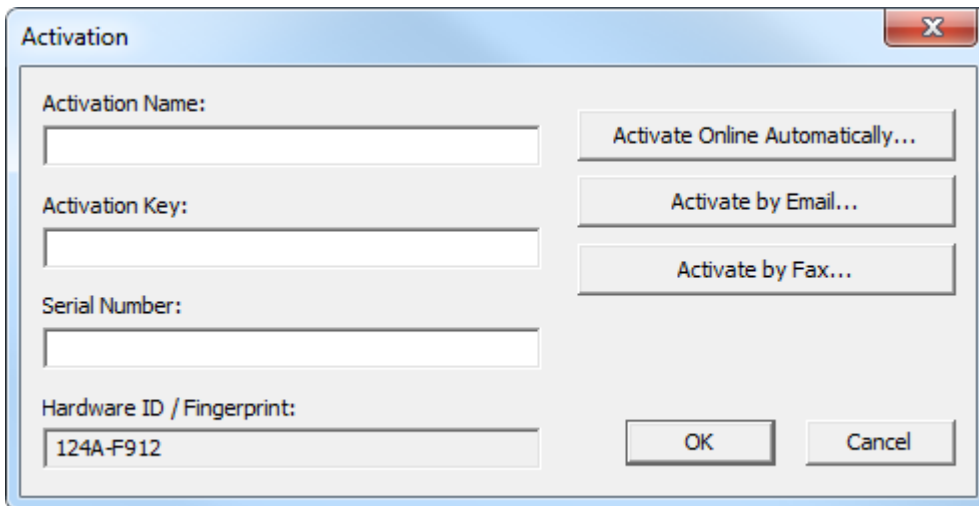 Activation
Activation Name:
Activate Online Automatically...
Activation Key:
Activate by Email...
Activate by Fax...
Serial Number:
Hardware ID / Fingerprint:
124A-F912
OK
Cancel